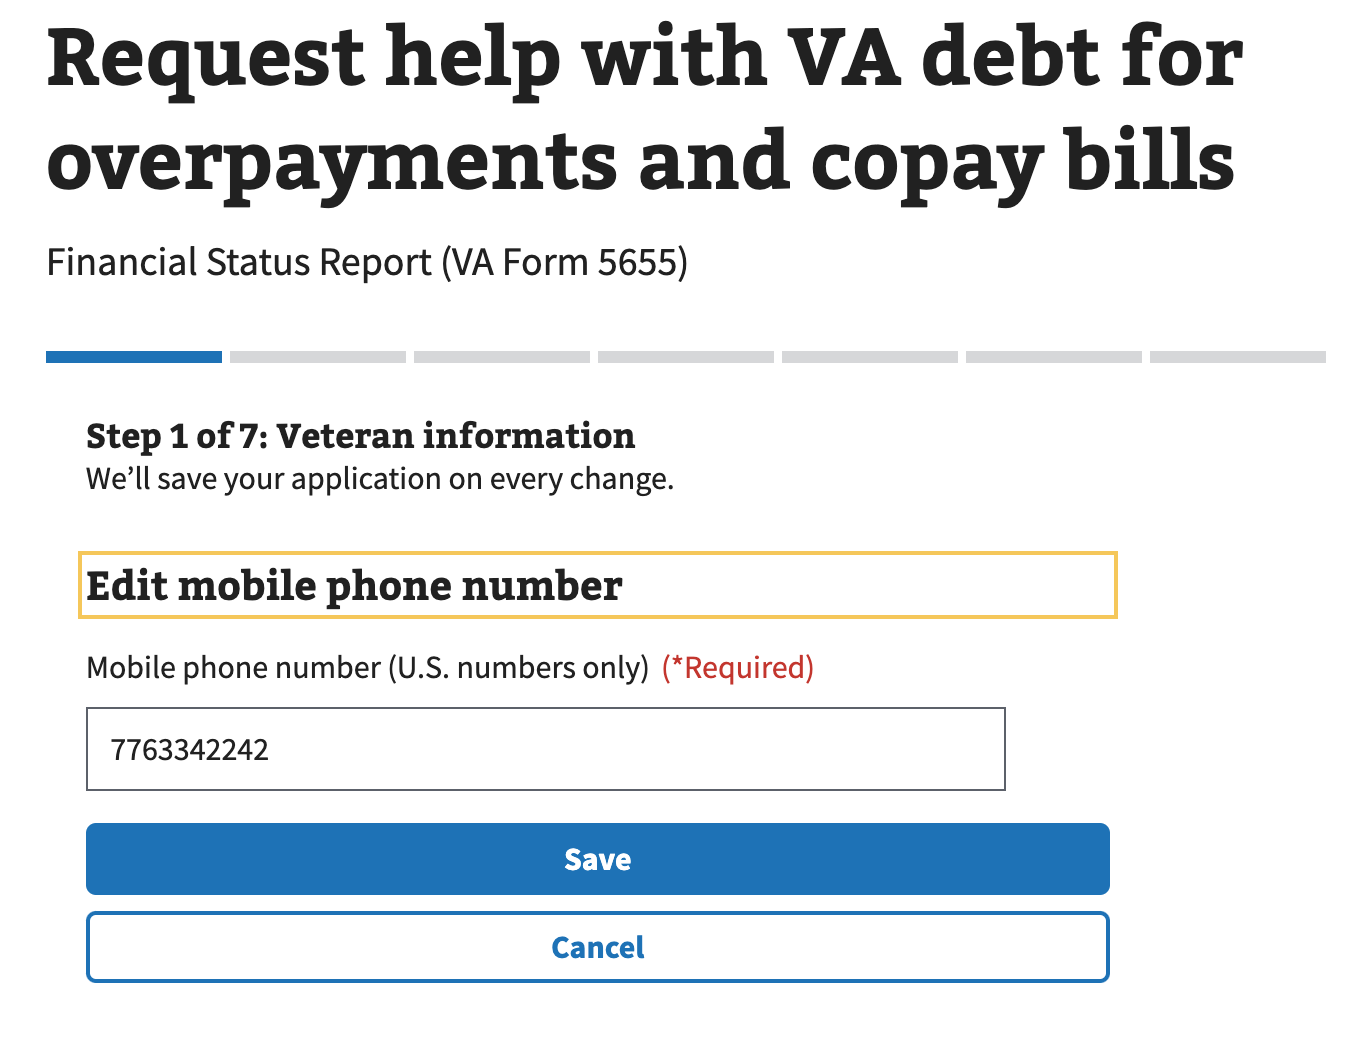 Request help with VA debt for
overpayments and copay bills
Financial Status Report (VA Form 5655)
Step 1 of 7: Veteran information
We’ll save your application on every change.
Edit mobile phone number
Mobile phone number (U.S. numbers only) (*Required)
7763342242
Save
Cancel